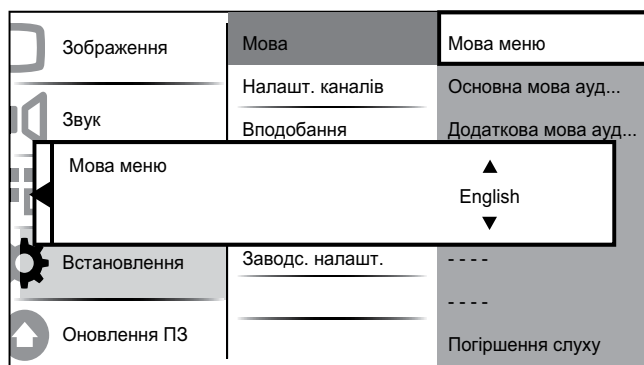 Зображення
Звук
Встановлення
Оновлення ПЗ
Мова
Налашт. каналів
Вподобання
Заводс. налашт.
Мова меню
Основна мова ауд...
Додаткова мова ауд...
- - - -
- - - -
Погіршення слуху
Мова меню
English